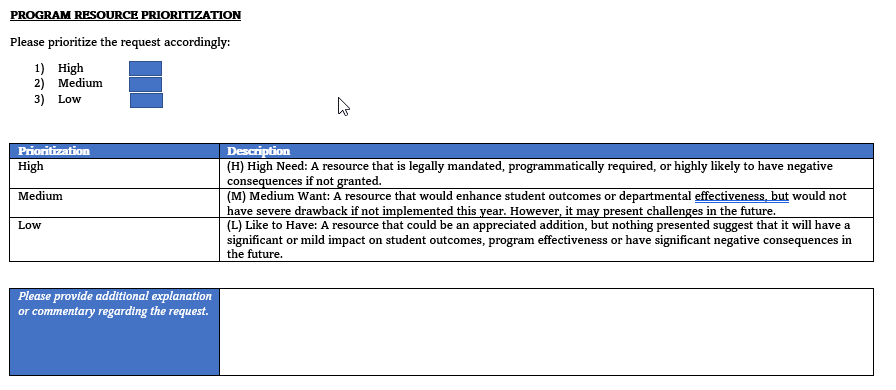 PROGRAM RESOURCE PRIORITIZATION
Please prioritize the request accordingly:
1) High
2) Medium
3) Low
Prioritization Description
High (H) High Need: A resource that is legally mandated, programmatically required, or highly likely to have negative
consequences if not granted.
Medium (M) Medium Want: A resource that would enhance student outcomes or departmental effectiveness, but would not
have severe drawback if not implemented this year. However, it may present challenges in the future.
Low (L) Like to Have: A resource that could be an appreciated addition, but nothing presented suggest that it will have a
significant or mild impact on student outcomes, program effectiveness or have significant negative consequences in
the future.
Please provide additional explanation
or commentary regarding the request.